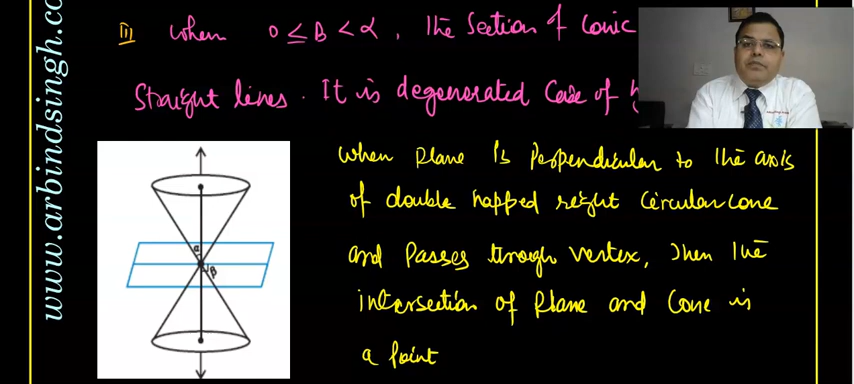 iii) When 0 ≤ β < α, The Section of Conic
Straight lines. It is degenerated Case of
www.arbindsingh.co
When Plane is Perpendicular to the axis
of double napped right Circular cone
and Passes through vertex, Then the
intersection of Plane and Cone is
a Point
α
β